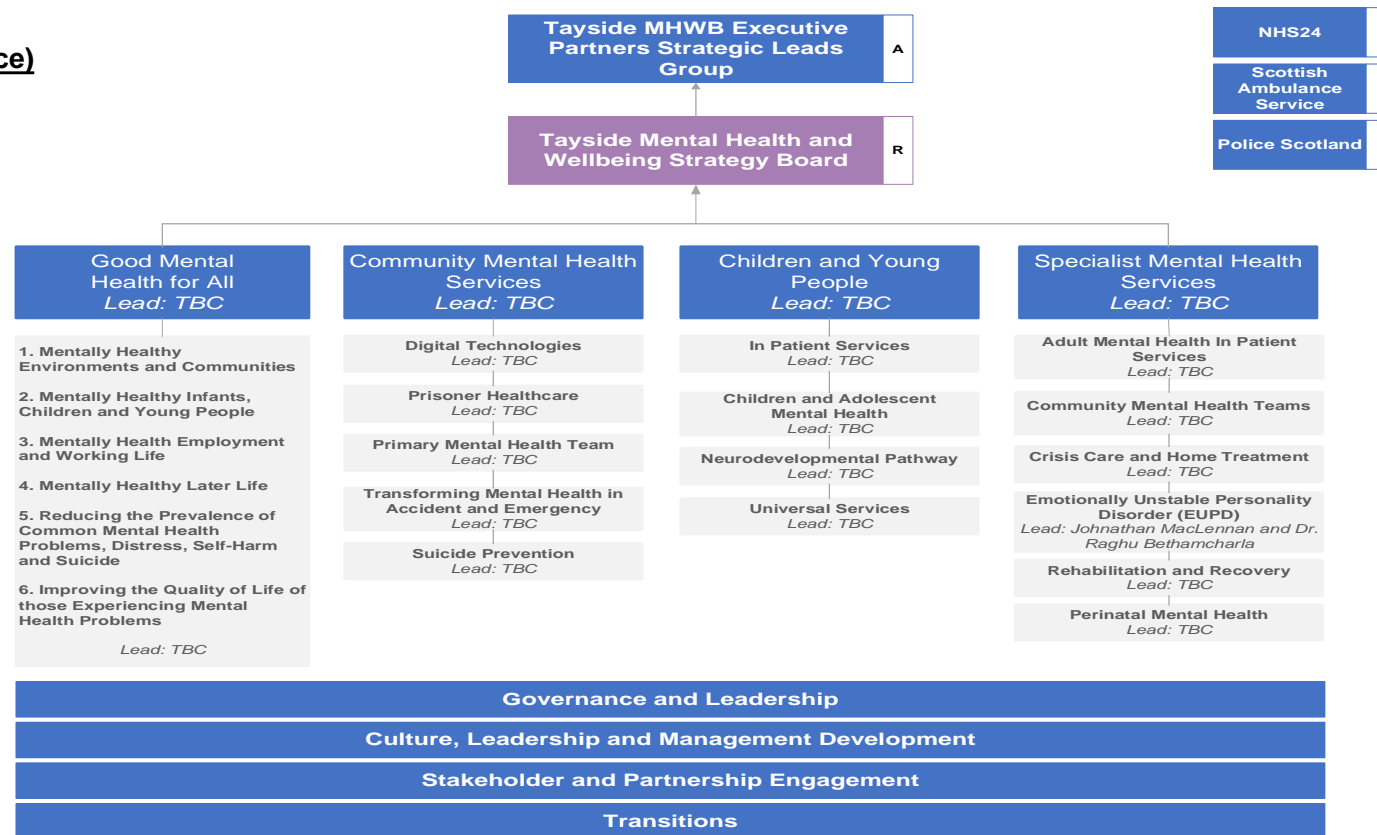 ce)
Tayside MHWB Executive
Partners Strategic Leads
Group
A
NHS24
Scottish
Ambulance
Service
Police Scotland
Tayside Mental Health and
Wellbeing Strategy Board
R
Good Mental
Health for All
Lead: TBC
1. Mentally Healthy
Environments and Communities
2. Mentally Healthy Infants,
Children and Young People
3. Mentally Health Employment
and Working Life
4. Mentally Healthy Later Life
5. Reducing the Prevalence of
Common Mental Health
Problems, Distress, Self-Harm
and Suicide
6. Improving the Quality of Life of
those Experiencing Mental
Health Problems
Lead: TBC
Community Mental Health
Services
Lead: TBC
Digital Technologies
Lead: TBC
Prisoner Healthcare
Lead: TBC
Primary Mental Health Team
Lead: TBC
Transforming Mental Health in
Accident and Emergency
Lead: TBC
Suicide Prevention
Lead: TBC
Children and Young
People
Lead: TBC
In Patient Services
Lead: TBC
Children and Adolescent
Mental Health
Lead: TBC
Neurodevelopmental Pathway
Lead: TBC
Universal Services
Lead: TBC
Specialist Mental Health
Services
Lead: TBC
Adult Mental Health In Patient
Services
Lead: TBC
Community Mental Health Teams
Lead: TBC
Crisis Care and Home Treatment
Lead: TBC
Emotionally Unstable Personality
Disorder (EUPD)
Lead: Johnathan MacLennan and Dr.
Raghu Bethamcharla
Rehabilitation and Recovery
Lead: TBC
Perinatal Mental Health
Lead: TBC
Governance and Leadership
Culture, Leadership and Management Development
Stakeholder and Partnership Engagement
Transitions